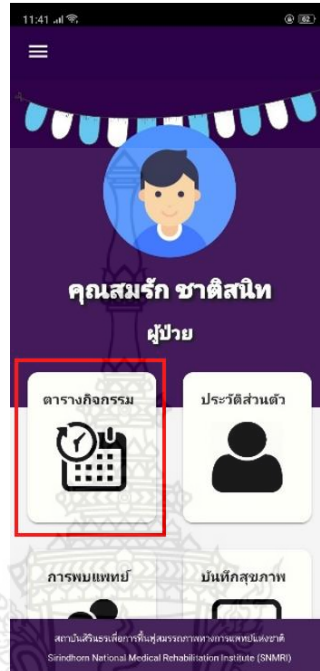 11:41
62
คุณสมรัก ชาติสนิท
ผู้ป่วย
ตารางกิจกรรม
ประวัติส่วนตัว
การพบแพทย์
บันทึกสุขภาพ
สถาบันสิรินธรเพื่อการฟื้นฟูสมรรถภาพทางการแพทย์แห่งชาติ
Sirindhorn National Medical Rehabilitation Institute (SNMRI)